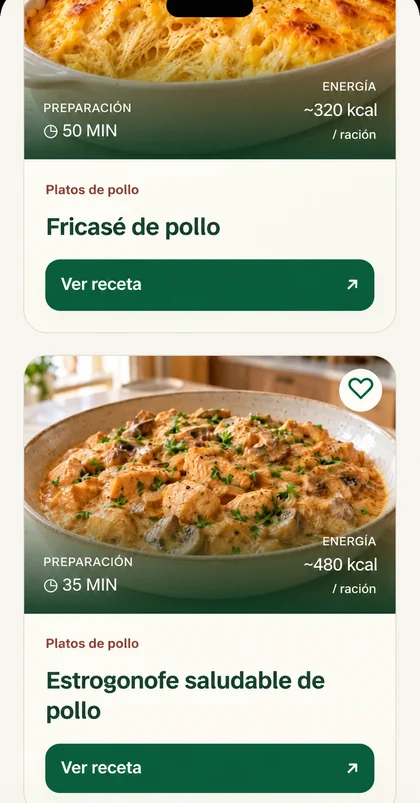 PREPARACIÓN
50 MIN
ENERGÍA
~320 kcal
/ ración
Platos de pollo
Fricasé de pollo
Ver receta
PREPARACIÓN
35 MIN
ENERGÍA
~480 kcal
/ ración
Platos de pollo
Estrogonofe saludable de
pollo
Ver receta